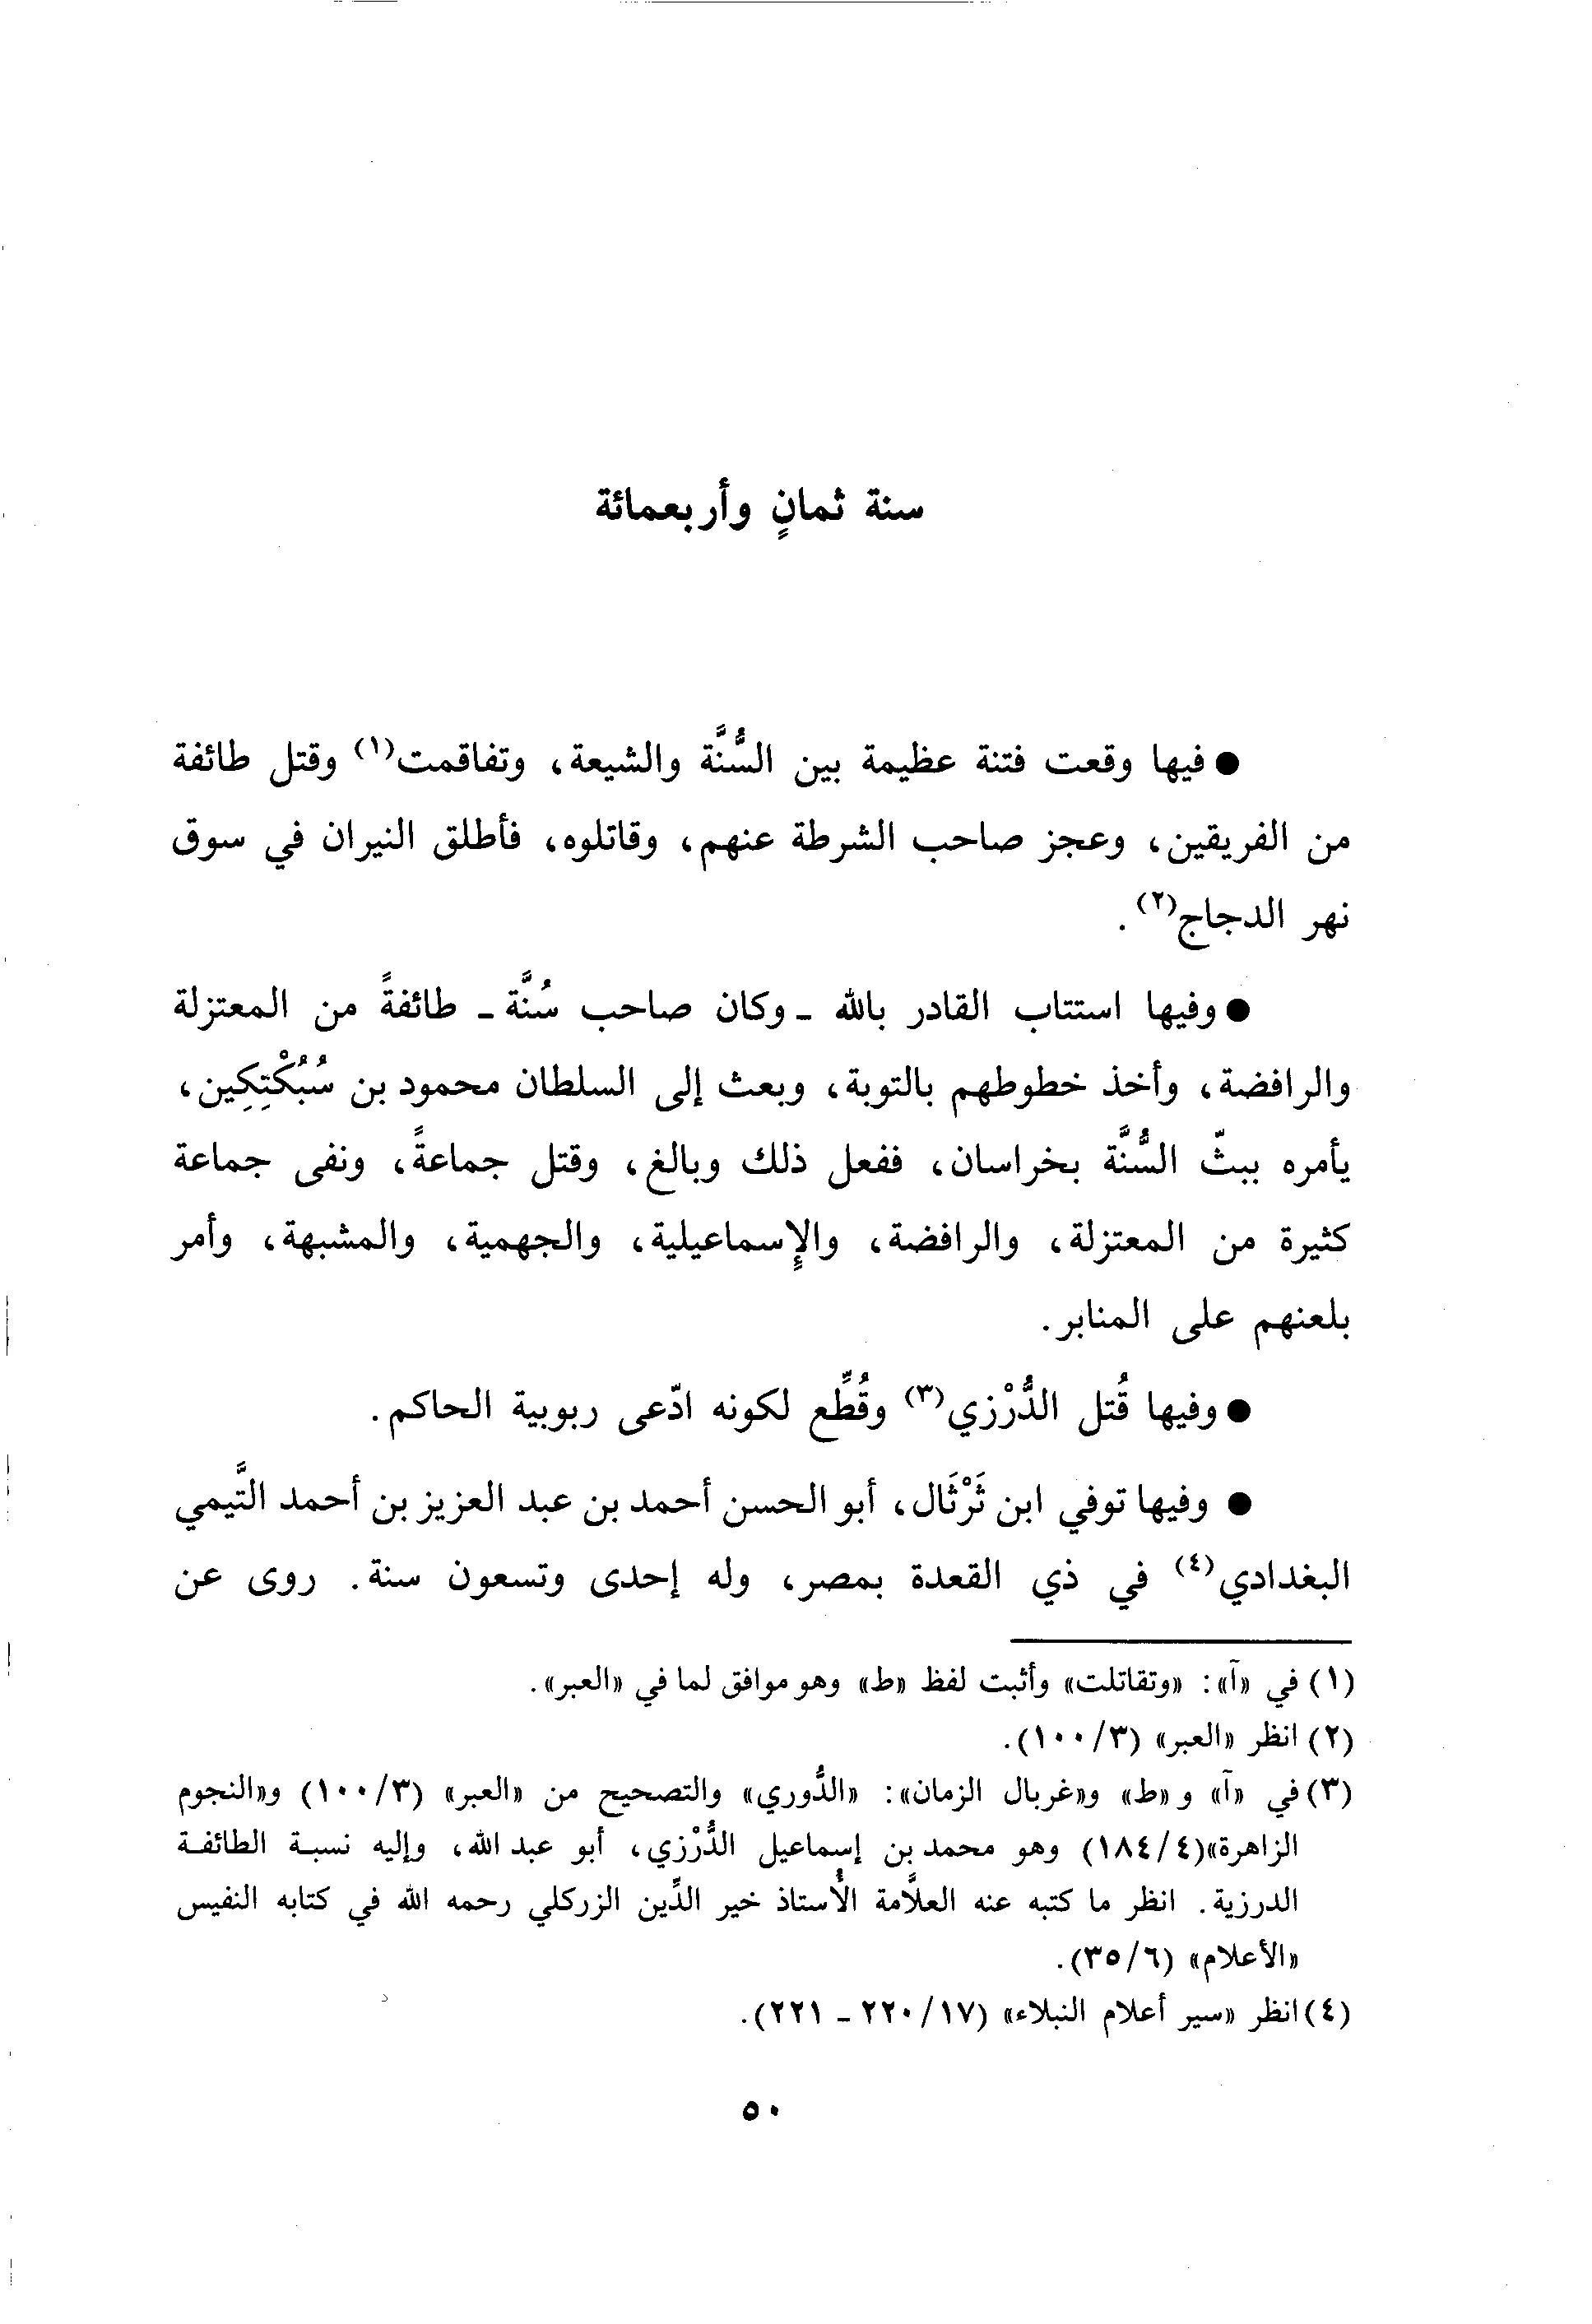 سنة ثمانٍ وأربعمائة
● فيها وقعت فتنة عظيمة بين السُّنَّة والشيعة، وتفاقمت(١) وقتل طائفة
من الفريقين، وعجز صاحب الشرطة عنهم، وقاتلوه، فأطلق النيران في سوق
نهر الدجاج(٢).
● وفيها استتاب القادر بالله ـ وكان صاحب سُنَّة ـ طائفةً من المعتزلة
والرافضة، وأخذ خطوطهم بالتوبة، وبعث إلى السلطان محمود بن سُبُكْتِكِين،
يأمره ببثّ السُّنَّة بخراسان، ففعل ذلك وبالغ، وقتل جماعةً، ونفى جماعة
كثيرة من المعتزلة، والرافضة، والإِسماعيلية، والجهمية، والمشبهة، وأمر
بلعنهم على المنابر.
● وفيها قُتل الدُّرْزي(٣) وقُطِّع لكونه ادّعى ربوبية الحاكم.
● وفيها توفي ابن ثَرْثَال، أبو الحسن أحمد بن عبد العزيز بن أحمد التَّيمي
البغدادي(٤) في ذي القعدة بمصر، وله إحدى وتسعون سنة. روى عن
(١) في «آ»: «وتقاتلت» وأثبت لفظ «ط» وهو موافق لما في «العبر».
(٢) انظر «العبر» (٣/١٠٠).
(٣) في «آ» و «ط» و«غربال الزمان»: «الدُّوري» والتصحيح من «العبر» (٣/١٠٠) و«النجوم
الزاهرة»(٤/١٨٤) وهو محمد بن إسماعيل الدُّرْزي، أبو عبد الله، وإليه نسبة الطائفة
الدرزية. انظر ما كتبه عنه العلاَّمة الأُستاذ خير الدِّين الزركلي رحمه الله في كتابه النفيس
«الأعلام» (٦/٣٥).
(٤) انظر «سير أعلام النبلاء» (١٧/٢٢٠ ـ ٢٢١).
٥٠